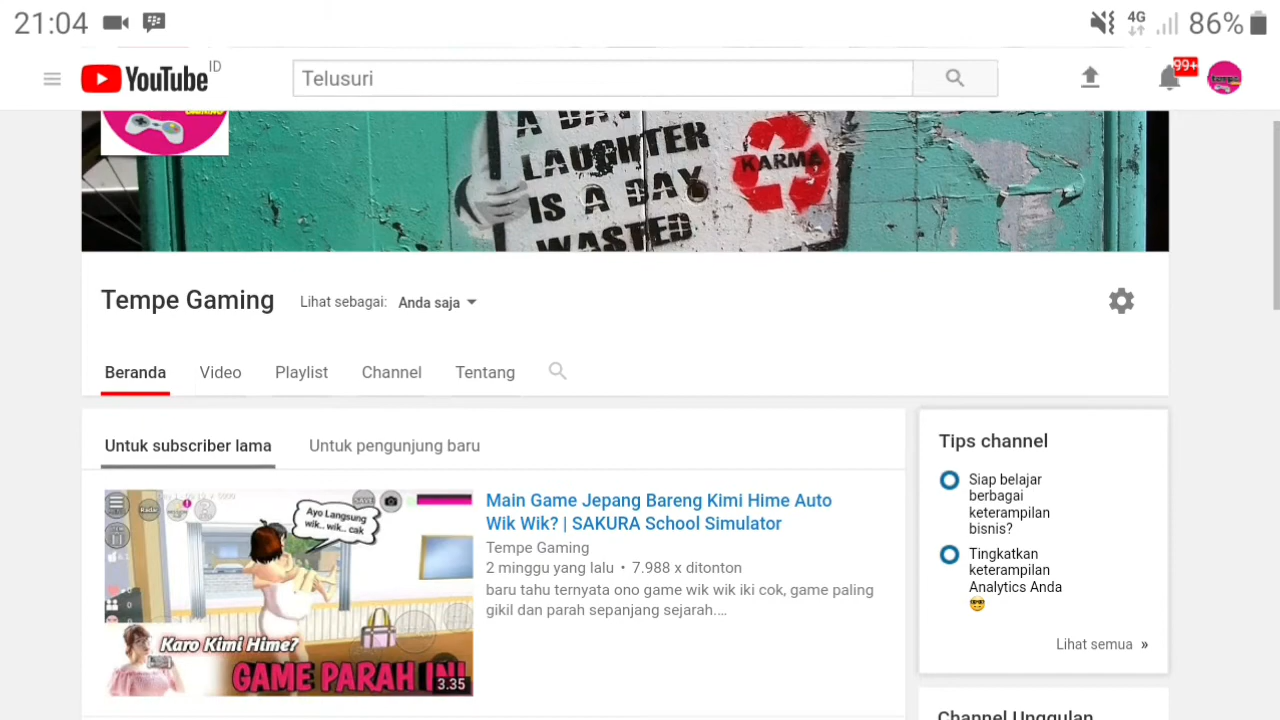 21:04
4G
86%
YouTube ID
Telusuri
99+
A DAY
LAUGHTER
IS A DAY
WASTED
KARMA
Tempe Gaming
Lihat sebagai: Anda saja
Beranda Video Playlist Channel Tentang
Untuk subscriber lama Untuk pengunjung baru
Ayo Langsung
wik.. wik.. cak
Karo Kimi Hime?
GAME PARAH INI
3.35
Main Game Jepang Bareng Kimi Hime Auto
Wik Wik? | SAKURA School Simulator
Tempe Gaming
2 minggu yang lalu • 7.988 x ditonton
baru tahu ternyata ono game wik wik iki cok, game paling
gikil dan parah sepanjang sejarah....
Tips channel
Siap belajar
berbagai
keterampilan
bisnis?
Tingkatkan
keterampilan
Analytics Anda
😎
Lihat semua »
Channel Unggulan